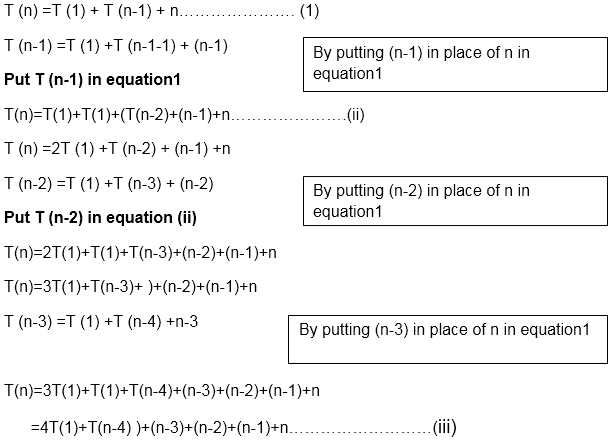 T (n) =T (1) + T (n-1) + n…………………. (1)
T (n-1) =T (1) +T (n-1-1) + (n-1)
By putting (n-1) in place of n in
equation1
Put T (n-1) in equation1
T(n)=T(1)+T(1)+(T(n-2)+(n-1)+n………………….(ii)
T (n) =2T (1) +T (n-2) + (n-1) +n
T (n-2) =T (1) +T (n-3) + (n-2)
By putting (n-2) in place of n in
equation1
Put T (n-2) in equation (ii)
T(n)=2T(1)+T(1)+T(n-3)+(n-2)+(n-1)+n
T(n)=3T(1)+T(n-3)+ )+(n-2)+(n-1)+n
T (n-3) =T (1) +T (n-4) +n-3
By putting (n-3) in place of n in equation1
T(n)=3T(1)+T(1)+T(n-4)+(n-3)+(n-2)+(n-1)+n
=4T(1)+T(n-4) )+(n-3)+(n-2)+(n-1)+n………………………(iii)